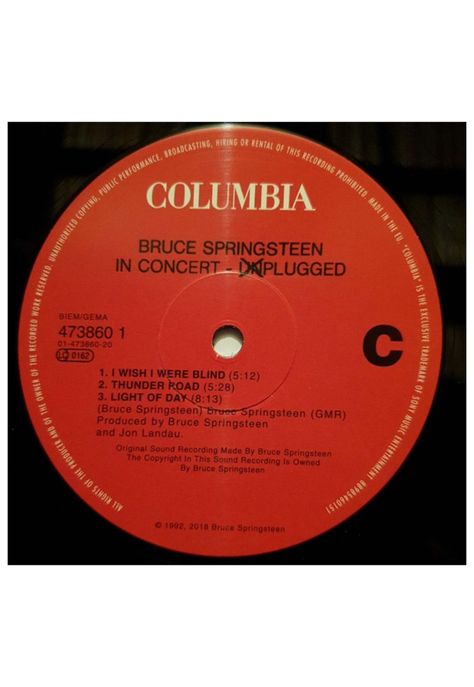 UNAUTHORIZED COPYING, PUBLIC PERFORMANCE, BROADCASTING, HIRING OR RENTAL OF THIS RECORDING PROHIBITED. MADE IN THE EU. "COLUMBIA" IS THE EXCLUSIVE TRADEMARK OF SONY MUSIC ENTERTAINMENT. 88985460151
ALL RIGHTS OF THE PRODUCER AND OF THE OWNER OF THE RECORDED WORK RESERVED.
COLUMBIA
BRUCE SPRINGSTEEN
IN CONCERT - UNPLUGGED
BIEM/GEMA
473860 1
01-473860-20
LC 0162
C
1. I WISH I WERE BLIND (5:12)
2. THUNDER ROAD (5:28)
3. LIGHT OF DAY (8:13)
(Bruce Springsteen) Bruce Springsteen (GMR)
Produced by Bruce Springsteen
and Jon Landau.
Original Sound Recording Made By Bruce Springsteen
The Copyright In This Sound Recording Is Owned
By Bruce Springsteen
© 1992, 2018 Bruce Springsteen